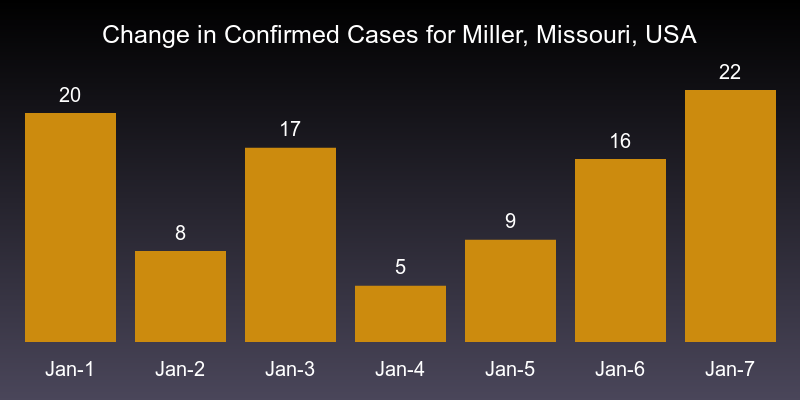 Change in Confirmed Cases for Miller, Missouri, USA
20
8
17
5
9
16
22
Jan-1
Jan-2
Jan-3
Jan-4
Jan-5
Jan-6
Jan-7